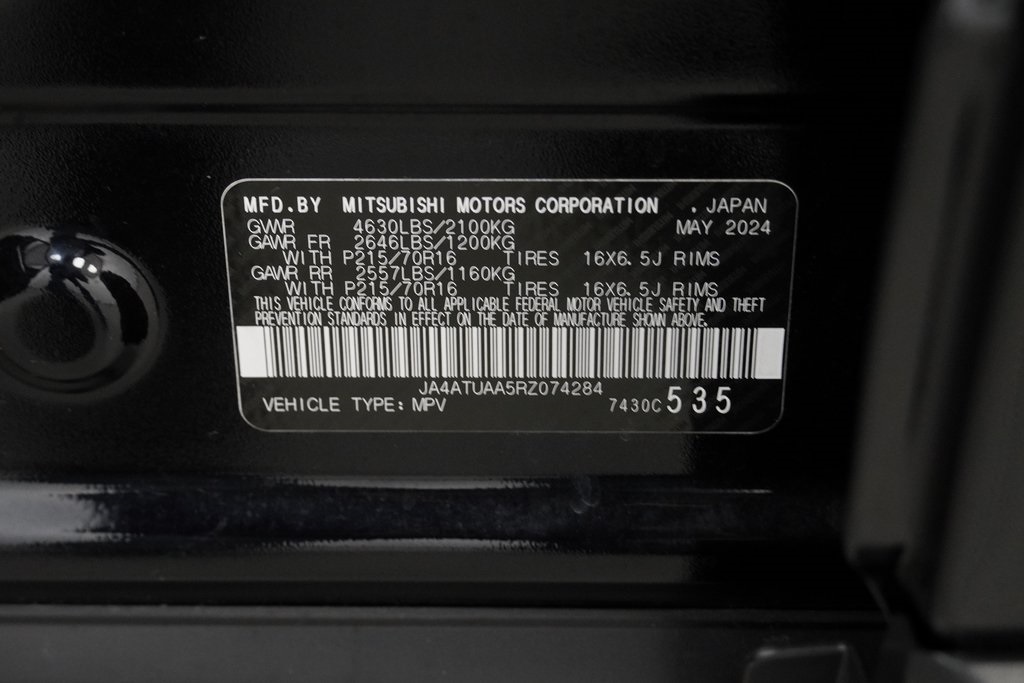 MFD.BY MITSUBISHI MOTORS CORPORATION . JAPAN
GVWR 4630LBS/2100KG MAY 2024
GAWR FR 2646LBS/1200KG
WITH P215/70R16 TIRES 16X6.5J RIMS
GAWR RR 2557LBS/1160KG
WITH P215/70R16 TIRES 16X6.5J RIMS
THIS VEHICLE CONFORMS TO ALL APPLICABLE FEDERAL MOTOR VEHICLE SAFETY AND THEFT
PREVENTION STANDARDS IN EFFECT ON THE DATE OF MANUFACTURE SHOWN ABOVE.
JA4ATUAA5RZ074284
VEHICLE TYPE: MPV 7430C 535